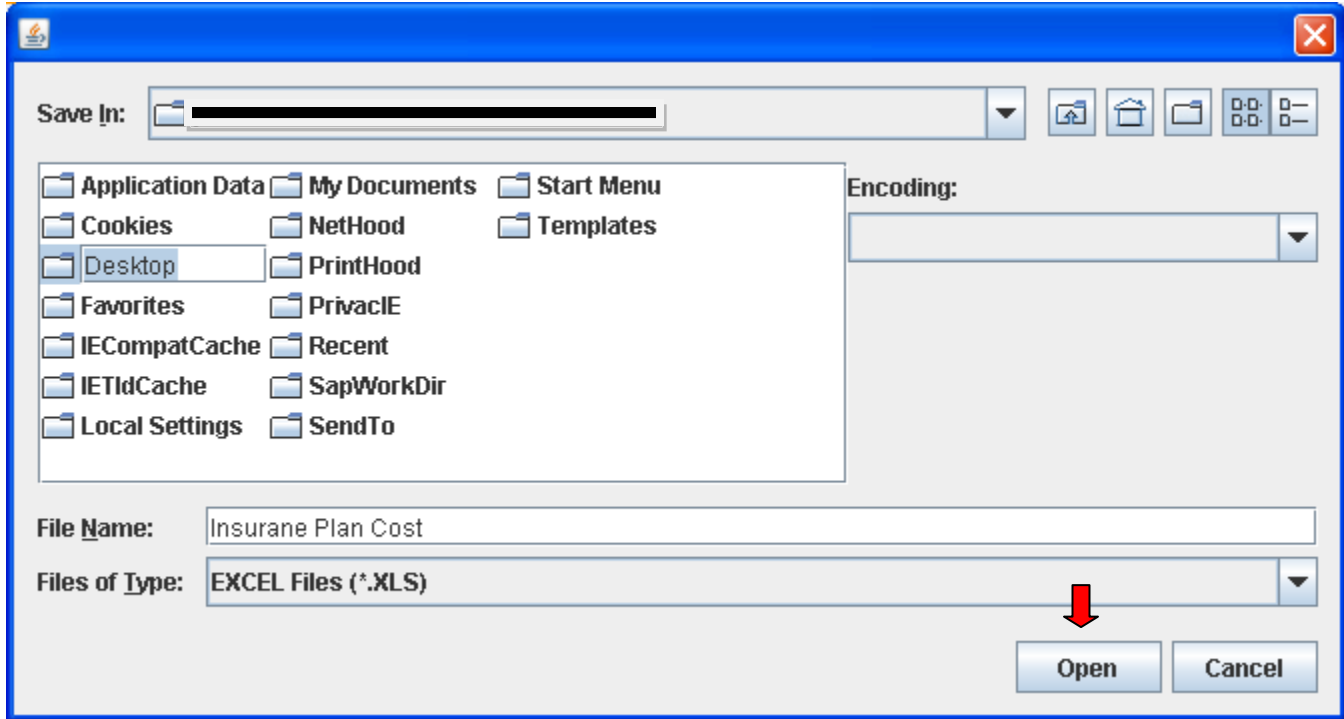 Save In:
Application Data My Documents Start Menu
Encoding:
Cookies NetHood Templates
Desktop PrintHood
Favorites PrivacIE
IECompatCache Recent
IETldCache SapWorkDir
Local Settings SendTo
File Name: Insurane Plan Cost
Files of Type: EXCEL Files (*.XLS)
Open Cancel